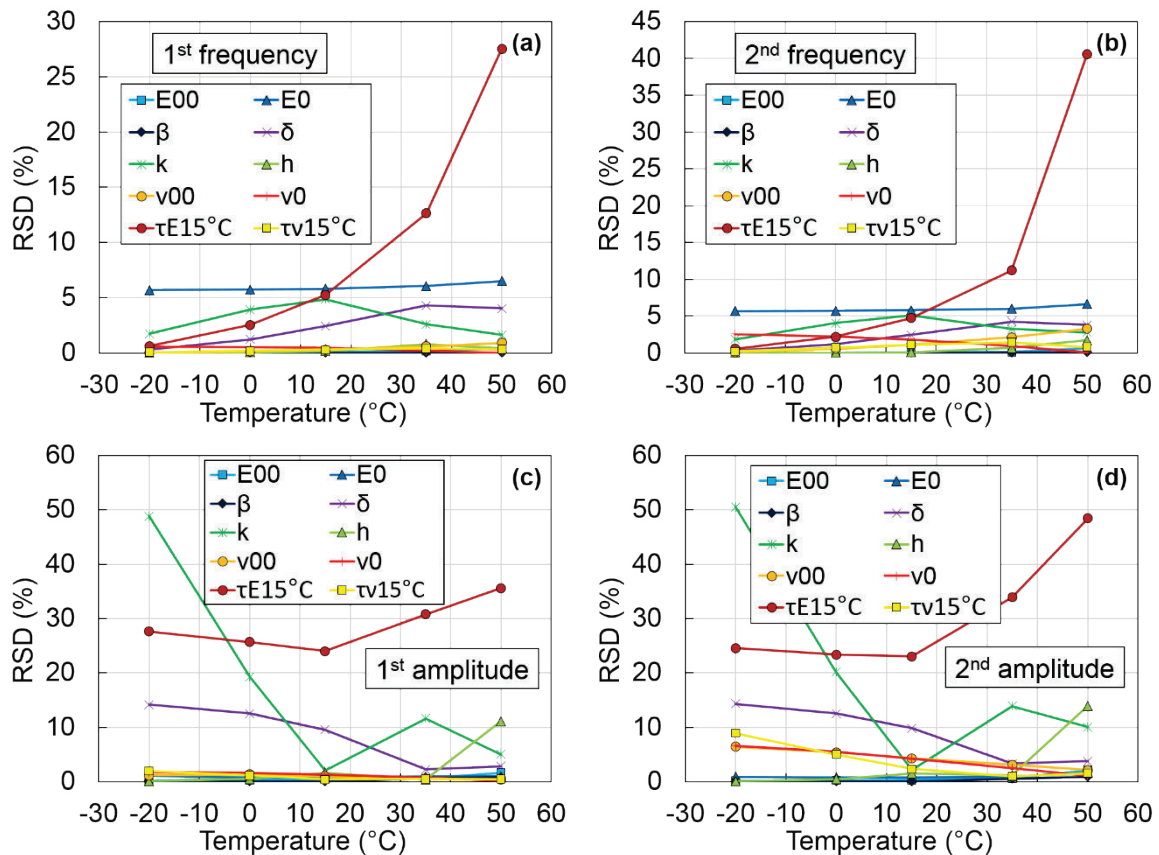 30
25
20
15
10
5
0
RSD (%)
(a)
1st frequency
E00 E0
β δ
k h
ν00 ν0
τE15°C τν15°C
-30 -20 -10 0 10 20 30 40 50 60
Temperature (°C)
45
40
35
30
25
20
15
10
5
0
RSD (%)
(b)
2nd frequency
E00 E0
β δ
k h
ν00 ν0
τE15°C τν15°C
-30 -20 -10 0 10 20 30 40 50 60
Temperature (°C)
60
50
40
30
20
10
0
RSD (%)
(c)
E00 E0
β δ
k h
ν00 ν0
τE15°C τν15°C
1st amplitude
-30 -20 -10 0 10 20 30 40 50 60
Temperature (°C)
60
50
40
30
20
10
0
RSD (%)
(d)
E00 E0
β δ
k h
ν00 ν0
τE15°C τν15°C
2nd amplitude
-30 -20 -10 0 10 20 30 40 50 60
Temperature (°C)